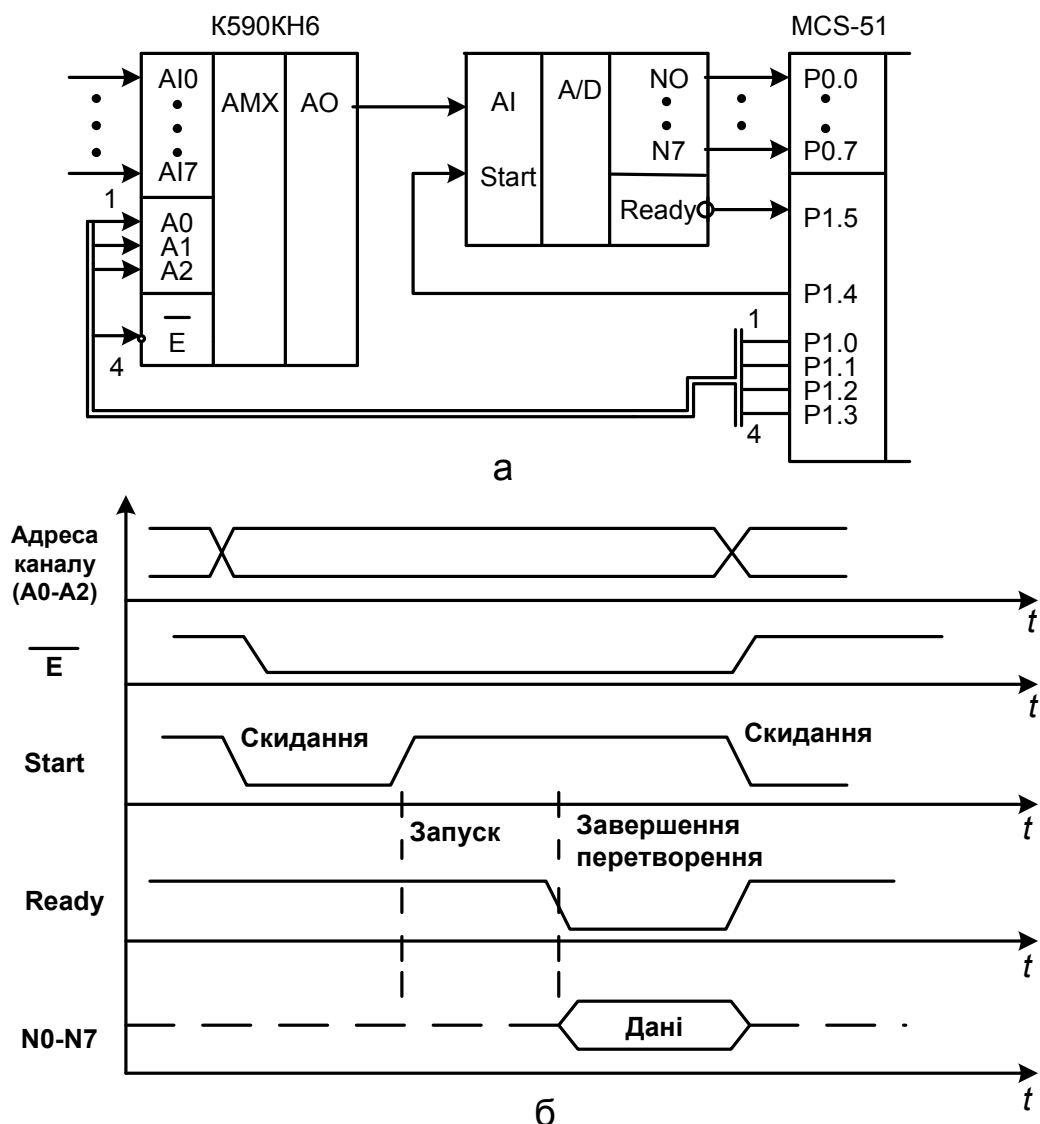 К590КН6
MCS-51
AI0
AMX
AO
AI
A/D
NO
P0.0
AI7
N7
P0.7
Start
1
A0
A1
A2
Ready
P1.5
P1.4
E
4
1
P1.0
P1.1
P1.2
P1.3
4
а
Адреса
каналу
(A0-A2)
t
E
t
Start
Скидання
Скидання
t
Запуск
Завершення
перетворення
Ready
t
N0-N7
Дані
t
б